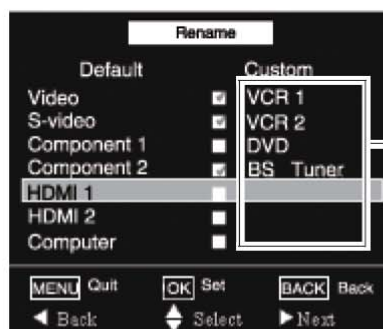 Rename
Default Custom
Video VCR 1
S-video VCR 2
Component 1 DVD
Component 2 BS Tuner
HDMI 1
HDMI 2
Computer
MENU Quit OK Set BACK Back
◀ Back Select ▶ Next